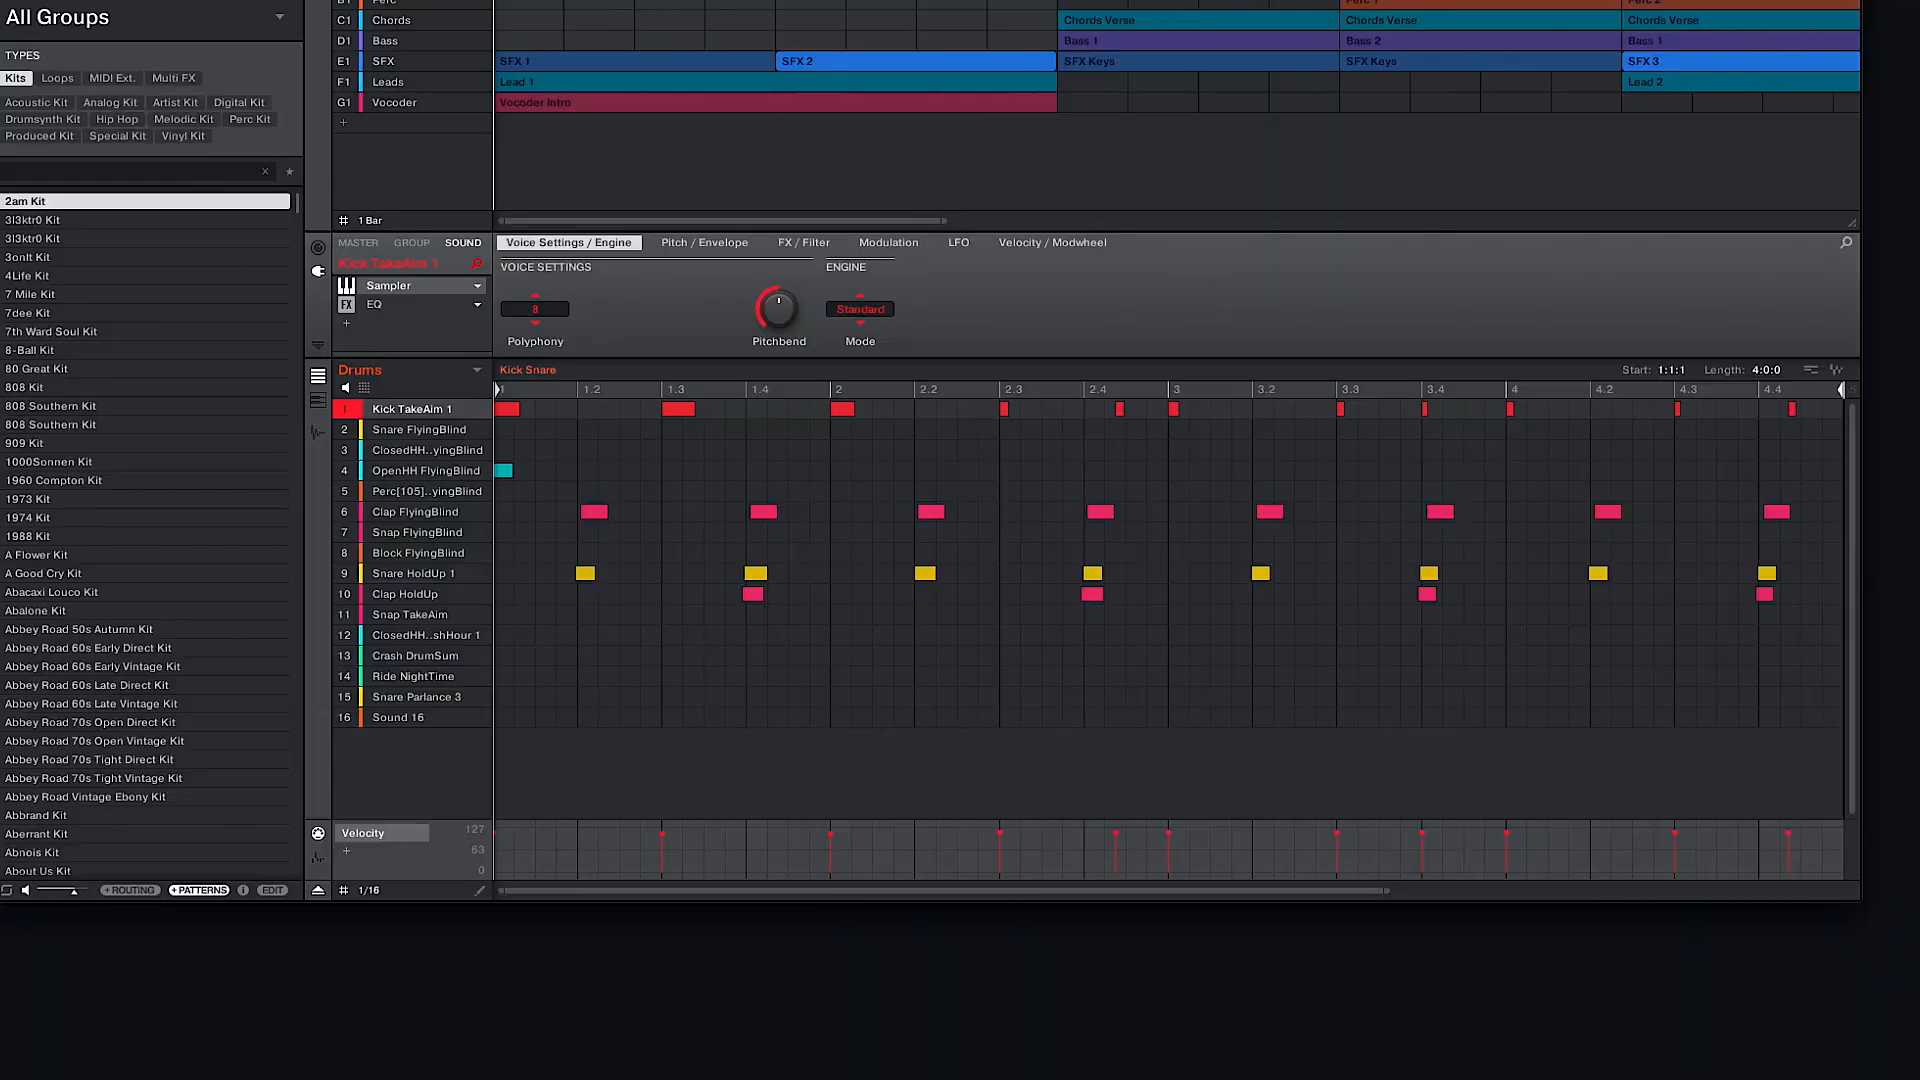 All Groups
TYPES
Kits Loops MIDI Ext. Multi FX
Acoustic Kit Analog Kit Artist Kit Digital Kit
Drumsynth Kit Hip Hop Melodic Kit Perc Kit
Produced Kit Special Kit Vinyl Kit
2am Kit
3l3ktr0 Kit
3l3ktr0 Kit
3onIt Kit
4Life Kit
7 Mile Kit
7dee Kit
7th Ward Soul Kit
8-Ball Kit
80 Great Kit
808 Kit
808 Southern Kit
808 Southern Kit
909 Kit
1000Sonnen Kit
1960 Compton Kit
1973 Kit
1974 Kit
1988 Kit
A Flower Kit
A Good Cry Kit
Abacaxi Louco Kit
Abalone Kit
Abbey Road 50s Autumn Kit
Abbey Road 60s Early Direct Kit
Abbey Road 60s Early Vintage Kit
Abbey Road 60s Late Direct Kit
Abbey Road 60s Late Vintage Kit
Abbey Road 70s Open Direct Kit
Abbey Road 70s Open Vintage Kit
Abbey Road 70s Tight Direct Kit
Abbey Road 70s Tight Vintage Kit
Abbey Road Vintage Ebony Kit
Abbrand Kit
Aberrant Kit
Abnois Kit
About Us Kit
+ROUTING +PATTERNS EDIT
C1 Chords Chords Verse Chords Verse Chords Verse
D1 Bass Bass 1 Bass 2 Bass 1
E1 SFX SFX 1 SFX 2 SFX Keys SFX Keys SFX 3
F1 Leads Lead 1 Lead 2
G1 Vocoder Vocoder Intro
+
# 1 Bar
MASTER GROUP SOUND
Kick TakeAim 1
Sampler
FX EQ
+
Voice Settings / Engine Pitch / Envelope FX / Filter Modulation LFO Velocity / Modwheel
VOICE SETTINGS ENGINE
8 Standard
Polyphony Pitchbend Mode
Drums Kick Snare Start: 1:1:1 Length: 4:0:0
1.2 1.3 1.4 2 2.2 2.3 2.4 3 3.2 3.3 3.4 4 4.2 4.3 4.4 5
1 Kick TakeAim 1
2 Snare FlyingBlind
3 ClosedHH..yingBlind
4 OpenHH FlyingBlind
5 Perc[105]..yingBlind
6 Clap FlyingBlind
7 Snap FlyingBlind
8 Block FlyingBlind
9 Snare HoldUp 1
10 Clap HoldUp
11 Snap TakeAim
12 ClosedHH..shHour 1
13 Crash DrumSum
14 Ride NightTime
15 Snare Parlance 3
16 Sound 16
Velocity 127
+ 63
0
# 1/16